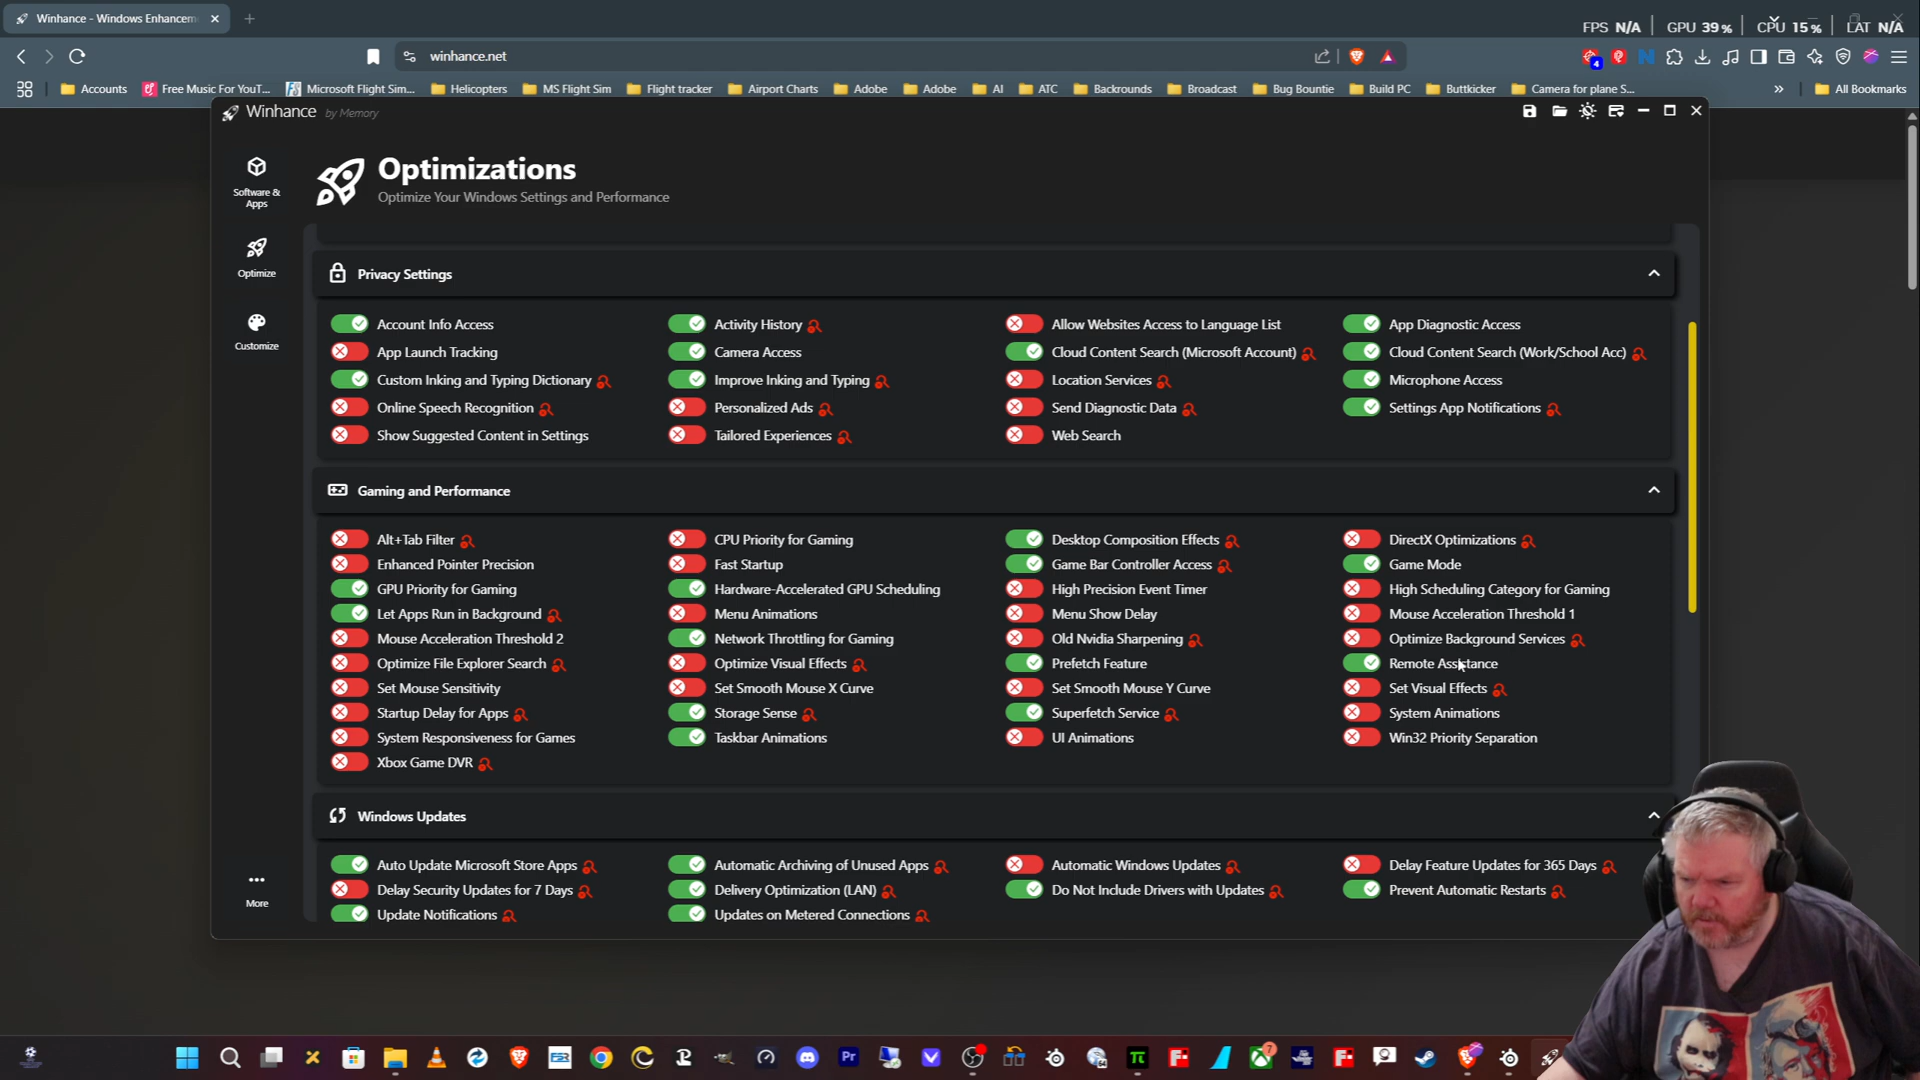 Winhance - Windows Enhancem
FPS N/A GPU 39% CPU 15% LAT N/A
winhance.net
4
Accounts Free Music For YouT... Microsoft Flight Sim... Helicopters MS Flight Sim Flight tracker Airport Charts Adobe Adobe AI ATC Backrounds Broadcast Bug Bountie Build PC Buttkicker Camera for plane S... » All Bookmarks
Winhance by Memory
Optimizations
Optimize Your Windows Settings and Performance
Software &
Apps
Optimize
Customize
More
Privacy Settings
Account Info Access Activity History Allow Websites Access to Language List App Diagnostic Access
App Launch Tracking Camera Access Cloud Content Search (Microsoft Account) Cloud Content Search (Work/School Acc)
Custom Inking and Typing Dictionary Improve Inking and Typing Location Services Microphone Access
Online Speech Recognition Personalized Ads Send Diagnostic Data Settings App Notifications
Show Suggested Content in Settings Tailored Experiences Web Search
Gaming and Performance
Alt+Tab Filter CPU Priority for Gaming Desktop Composition Effects DirectX Optimizations
Enhanced Pointer Precision Fast Startup Game Bar Controller Access Game Mode
GPU Priority for Gaming Hardware-Accelerated GPU Scheduling High Precision Event Timer High Scheduling Category for Gaming
Let Apps Run in Background Menu Animations Menu Show Delay Mouse Acceleration Threshold 1
Mouse Acceleration Threshold 2 Network Throttling for Gaming Old Nvidia Sharpening Optimize Background Services
Optimize File Explorer Search Optimize Visual Effects Prefetch Feature Remote Assistance
Set Mouse Sensitivity Set Smooth Mouse X Curve Set Smooth Mouse Y Curve Set Visual Effects
Startup Delay for Apps Storage Sense Superfetch Service System Animations
System Responsiveness for Games Taskbar Animations UI Animations Win32 Priority Separation
Xbox Game DVR
Windows Updates
Auto Update Microsoft Store Apps Automatic Archiving of Unused Apps Automatic Windows Updates Delay Feature Updates for 365 Days
Delay Security Updates for 7 Days Delivery Optimization (LAN) Do Not Include Drivers with Updates Prevent Automatic Restarts
Update Notifications Updates on Metered Connections
FSR Pr 7